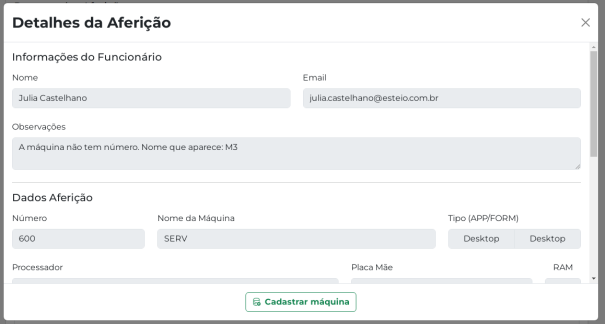 Detalhes da Aferição
Informações do Funcionário
Nome
Email
Julia Castelhano
julia.castelhano@esteio.com.br
Observações
A máquina não tem número. Nome que aparece: M3
Dados Aferição
Número
Nome da Máquina
Tipo (APP/FORM)
600
SERV
Desktop
Desktop
Processador
Placa Mãe
RAM
Cadastrar máquina